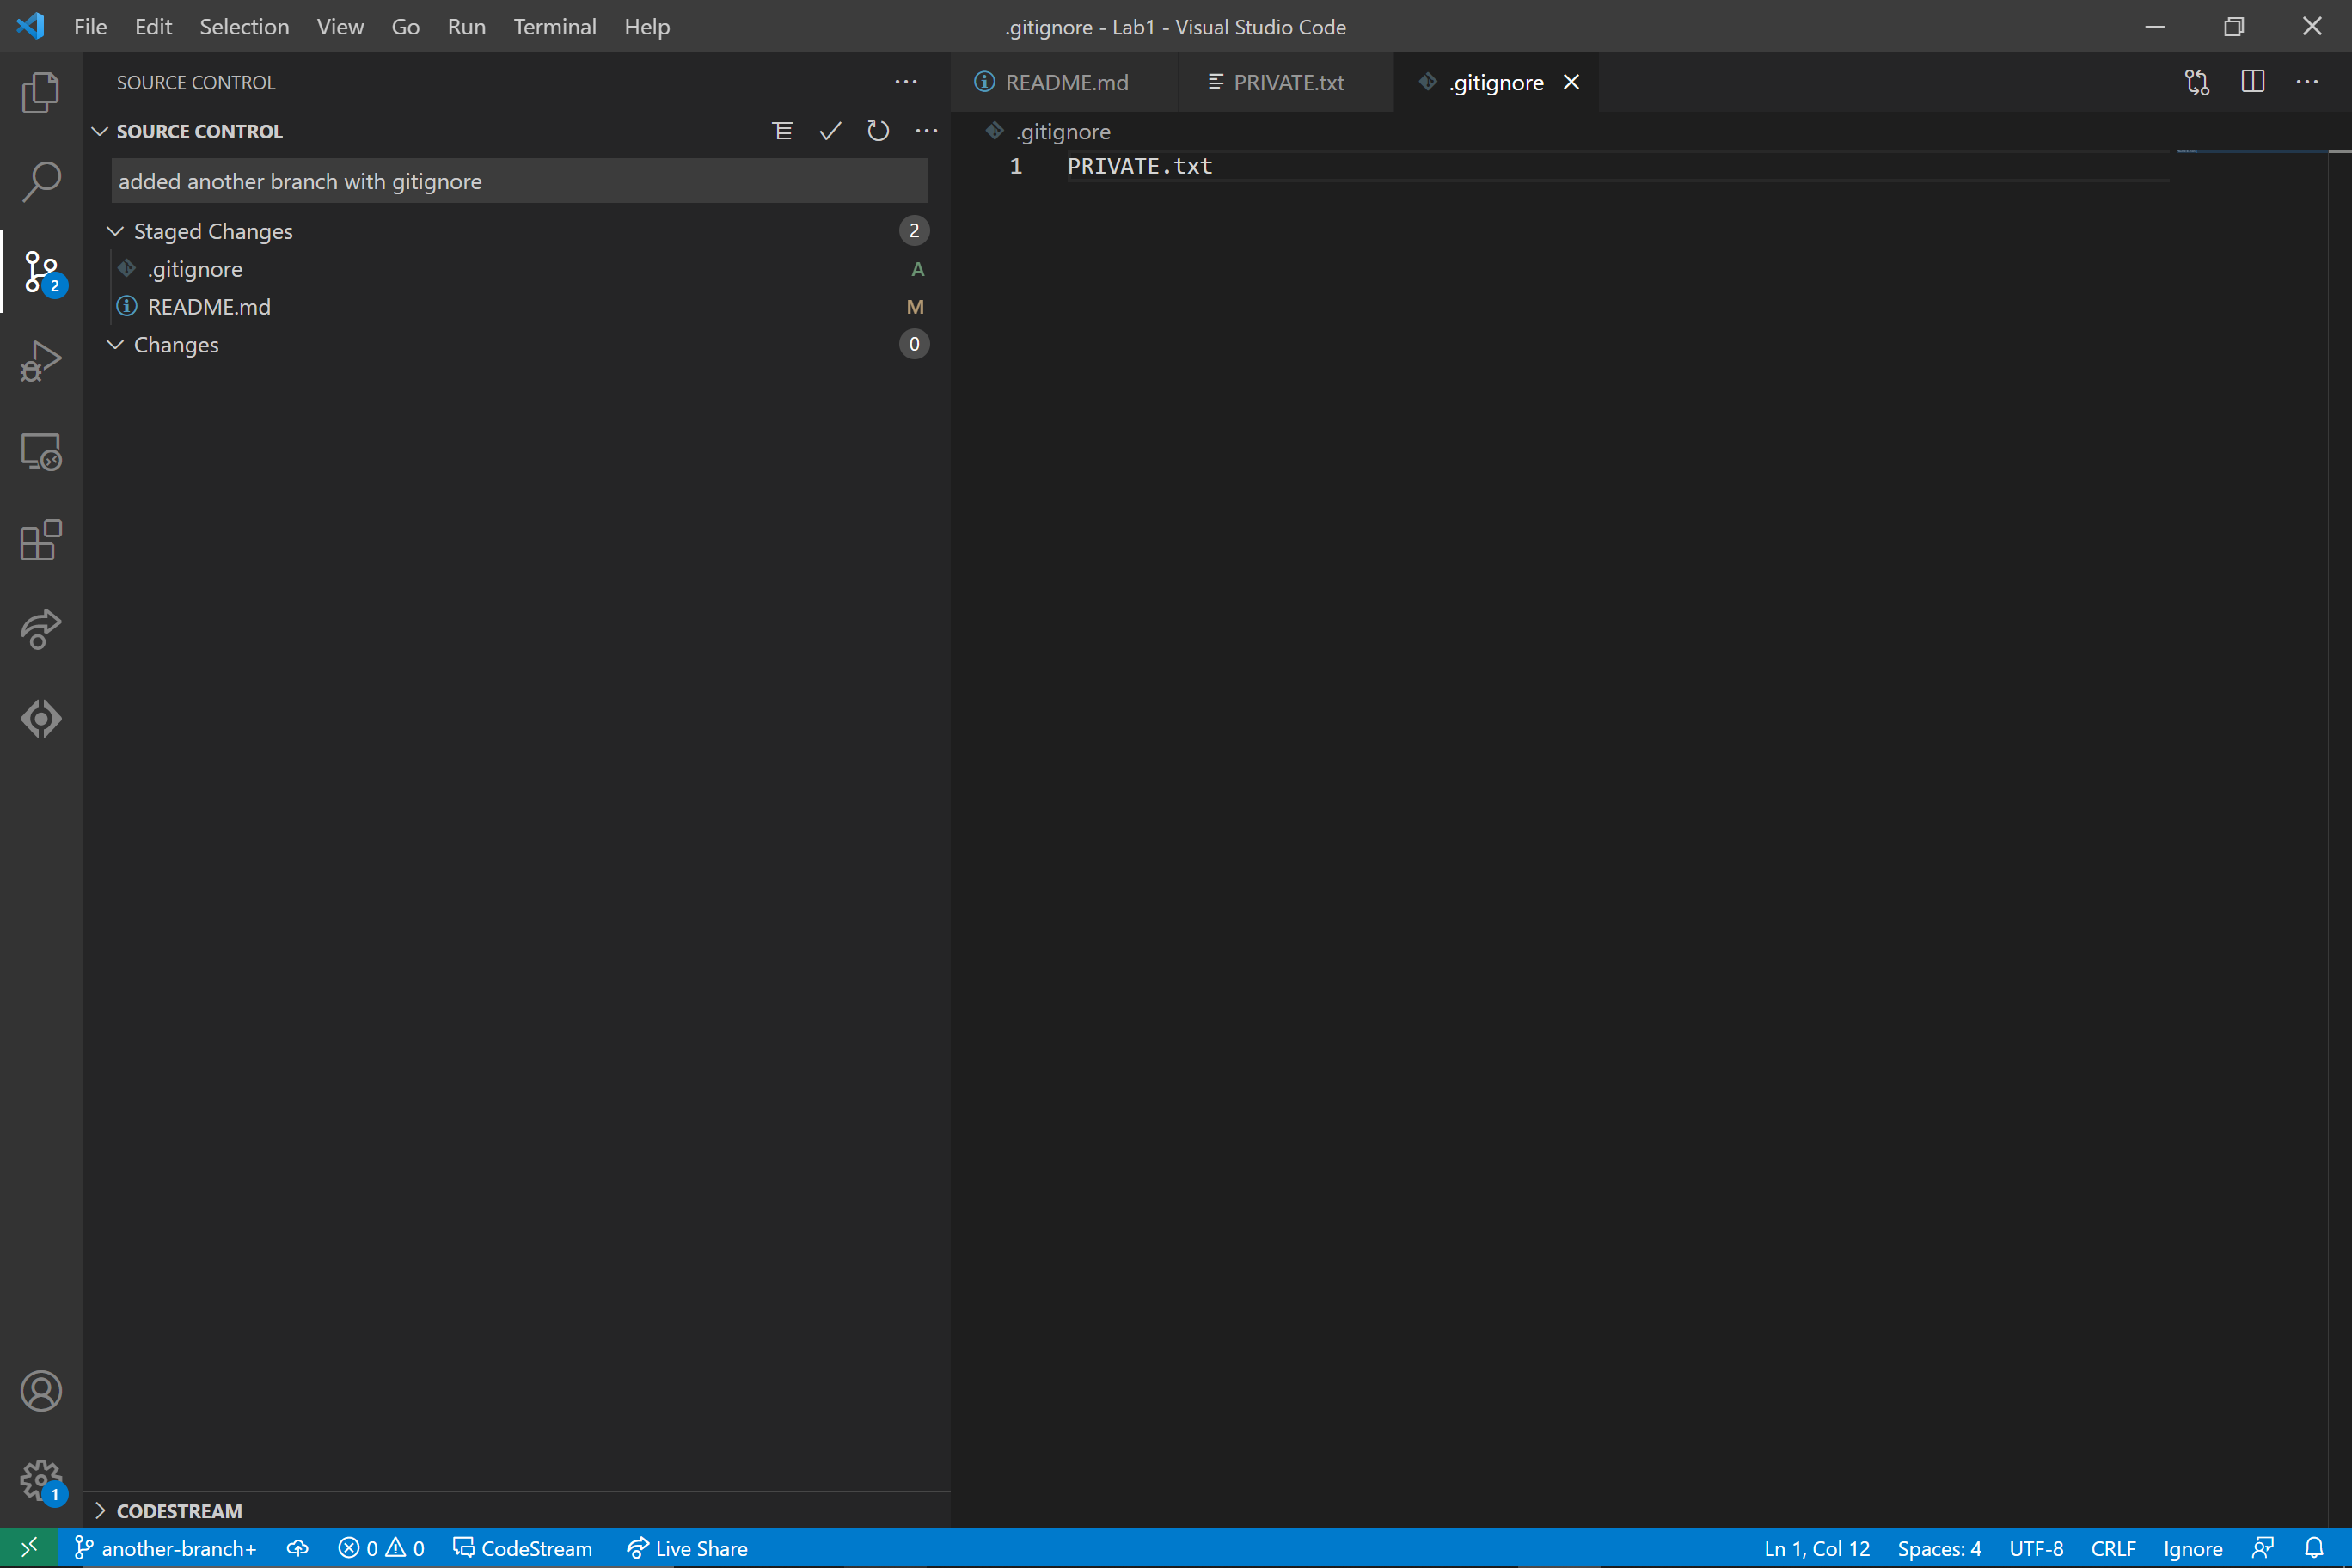 File Edit Selection View Go Run Terminal Help
.gitignore - Lab1 - Visual Studio Code
SOURCE CONTROL
SOURCE CONTROL
added another branch with gitignore
Staged Changes 2
.gitignore A
README.md M
Changes 0
2
1
CODESTREAM
README.md PRIVATE.txt .gitignore
.gitignore
1 PRIVATE.txt
another-branch+ 0 0 CodeStream Live Share
Ln 1, Col 12 Spaces: 4 UTF-8 CRLF Ignore